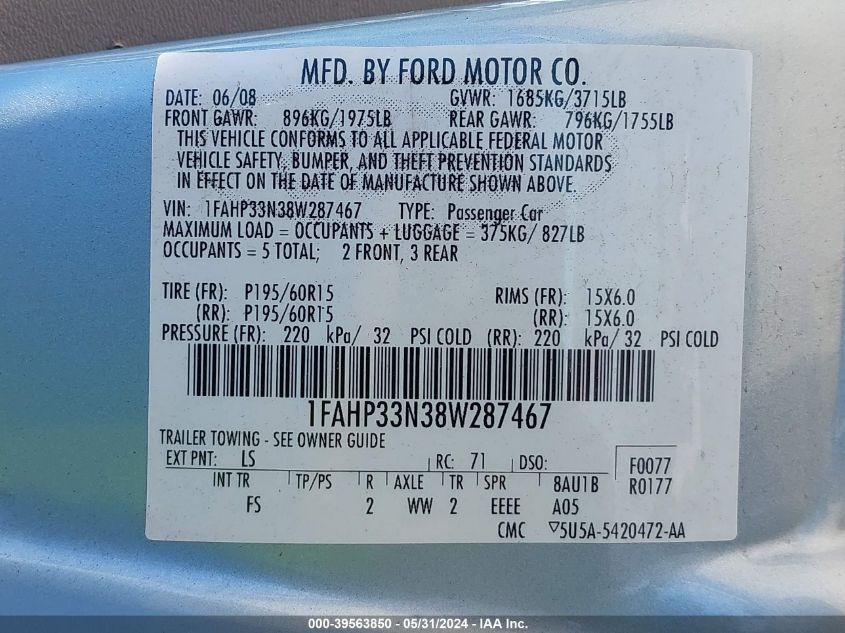 MFD. BY FORD MOTOR CO.
DATE: 06/08 GVWR: 1685KG/3715LB
FRONT GAWR: 896KG/1975LB REAR GAWR: 796KG/1755LB
THIS VEHICLE CONFORMS TO ALL APPLICABLE FEDERAL MOTOR
VEHICLE SAFETY, BUMPER, AND THEFT PREVENTION STANDARDS
IN EFFECT ON THE DATE OF MANUFACTURE SHOWN ABOVE.
VIN: 1FAHP33N38W287467 TYPE: Passenger Car
MAXIMUM LOAD = OCCUPANTS + LUGGAGE = 375KG/ 827LB
OCCUPANTS = 5 TOTAL; 2 FRONT, 3 REAR
TIRE (FR): P195/60R15 RIMS (FR): 15X6.0
(RR): P195/60R15 (RR): 15X6.0
PRESSURE (FR): 220 kPa/ 32 PSI COLD (RR): 220 kPa/ 32 PSI COLD
1FAHP33N38W287467
TRAILER TOWING - SEE OWNER GUIDE
EXT PNT: LS RC: 71 DSO: F0077
INT TR TP/PS R AXLE TR SPR 8AU1B R0177
FS 2 WW 2 EEEE A05
CMC ▽5U5A-5420472-AA
000-39563850 / 05/31/2024 - IAA Inc.